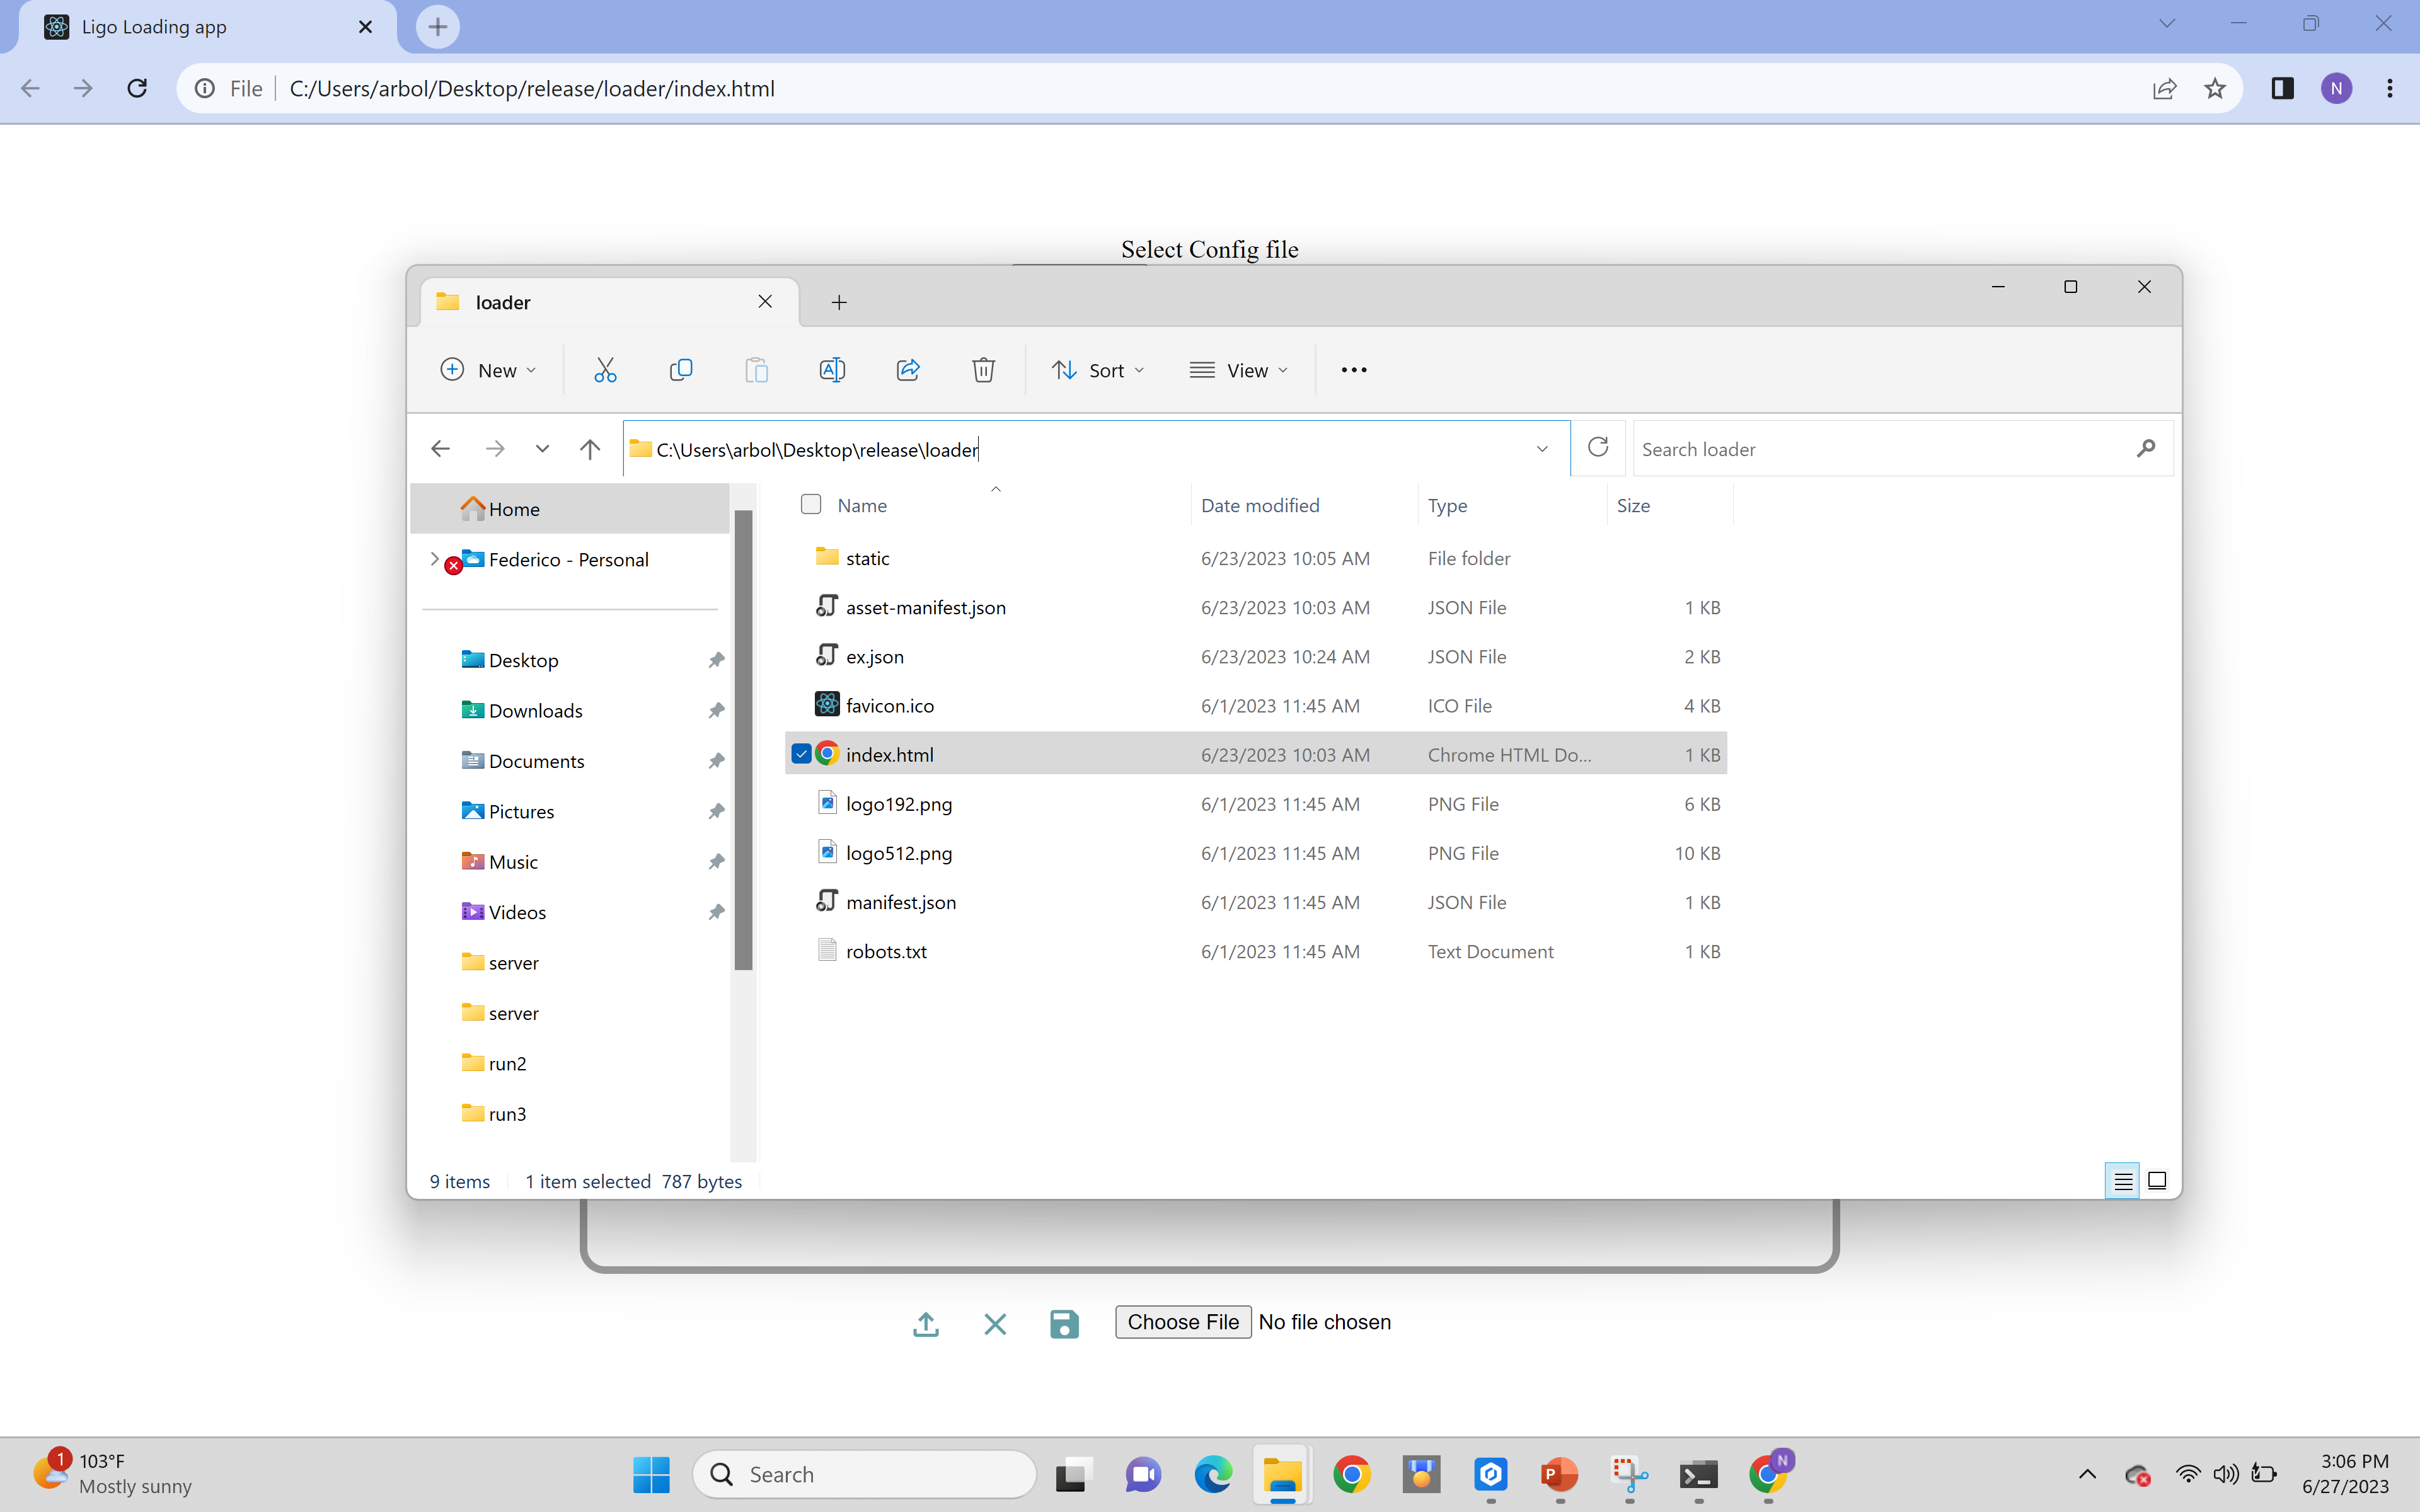 Ligo Loading app
File C:/Users/arbol/Desktop/release/loader/index.html
N
Select Config file
loader
New Sort View
C:\Users\arbol\Desktop\release\loader
Search loader
Home
Federico - Personal
Desktop
Downloads
Documents
Pictures
Music
Videos
server
server
run2
run3
Name Date modified Type Size
static 6/23/2023 10:05 AM File folder
asset-manifest.json 6/23/2023 10:03 AM JSON File 1 KB
ex.json 6/23/2023 10:24 AM JSON File 2 KB
favicon.ico 6/1/2023 11:45 AM ICO File 4 KB
index.html 6/23/2023 10:03 AM Chrome HTML Do... 1 KB
logo192.png 6/1/2023 11:45 AM PNG File 6 KB
logo512.png 6/1/2023 11:45 AM PNG File 10 KB
manifest.json 6/1/2023 11:45 AM JSON File 1 KB
robots.txt 6/1/2023 11:45 AM Text Document 1 KB
9 items 1 item selected 787 bytes
Choose File No file chosen
1
103°F
Mostly sunny
Search
P
N
3:06 PM
6/27/2023